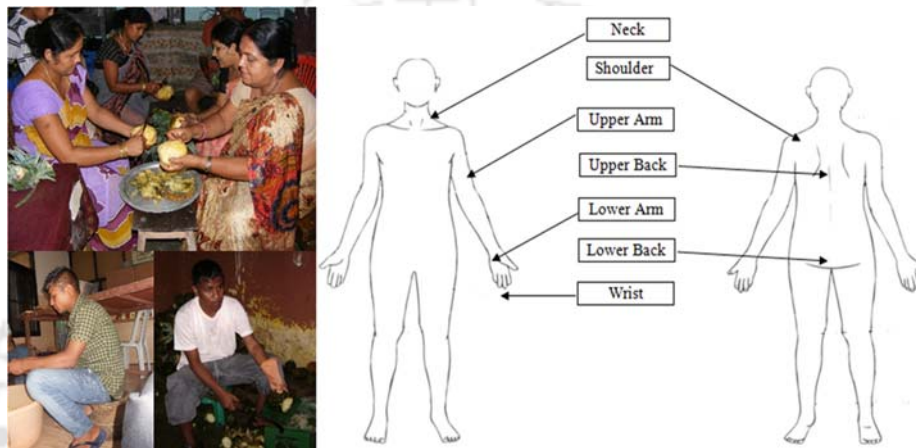 Neck
Shoulder
Upper Arm
Upper Back
Lower Arm
Lower Back
Wrist